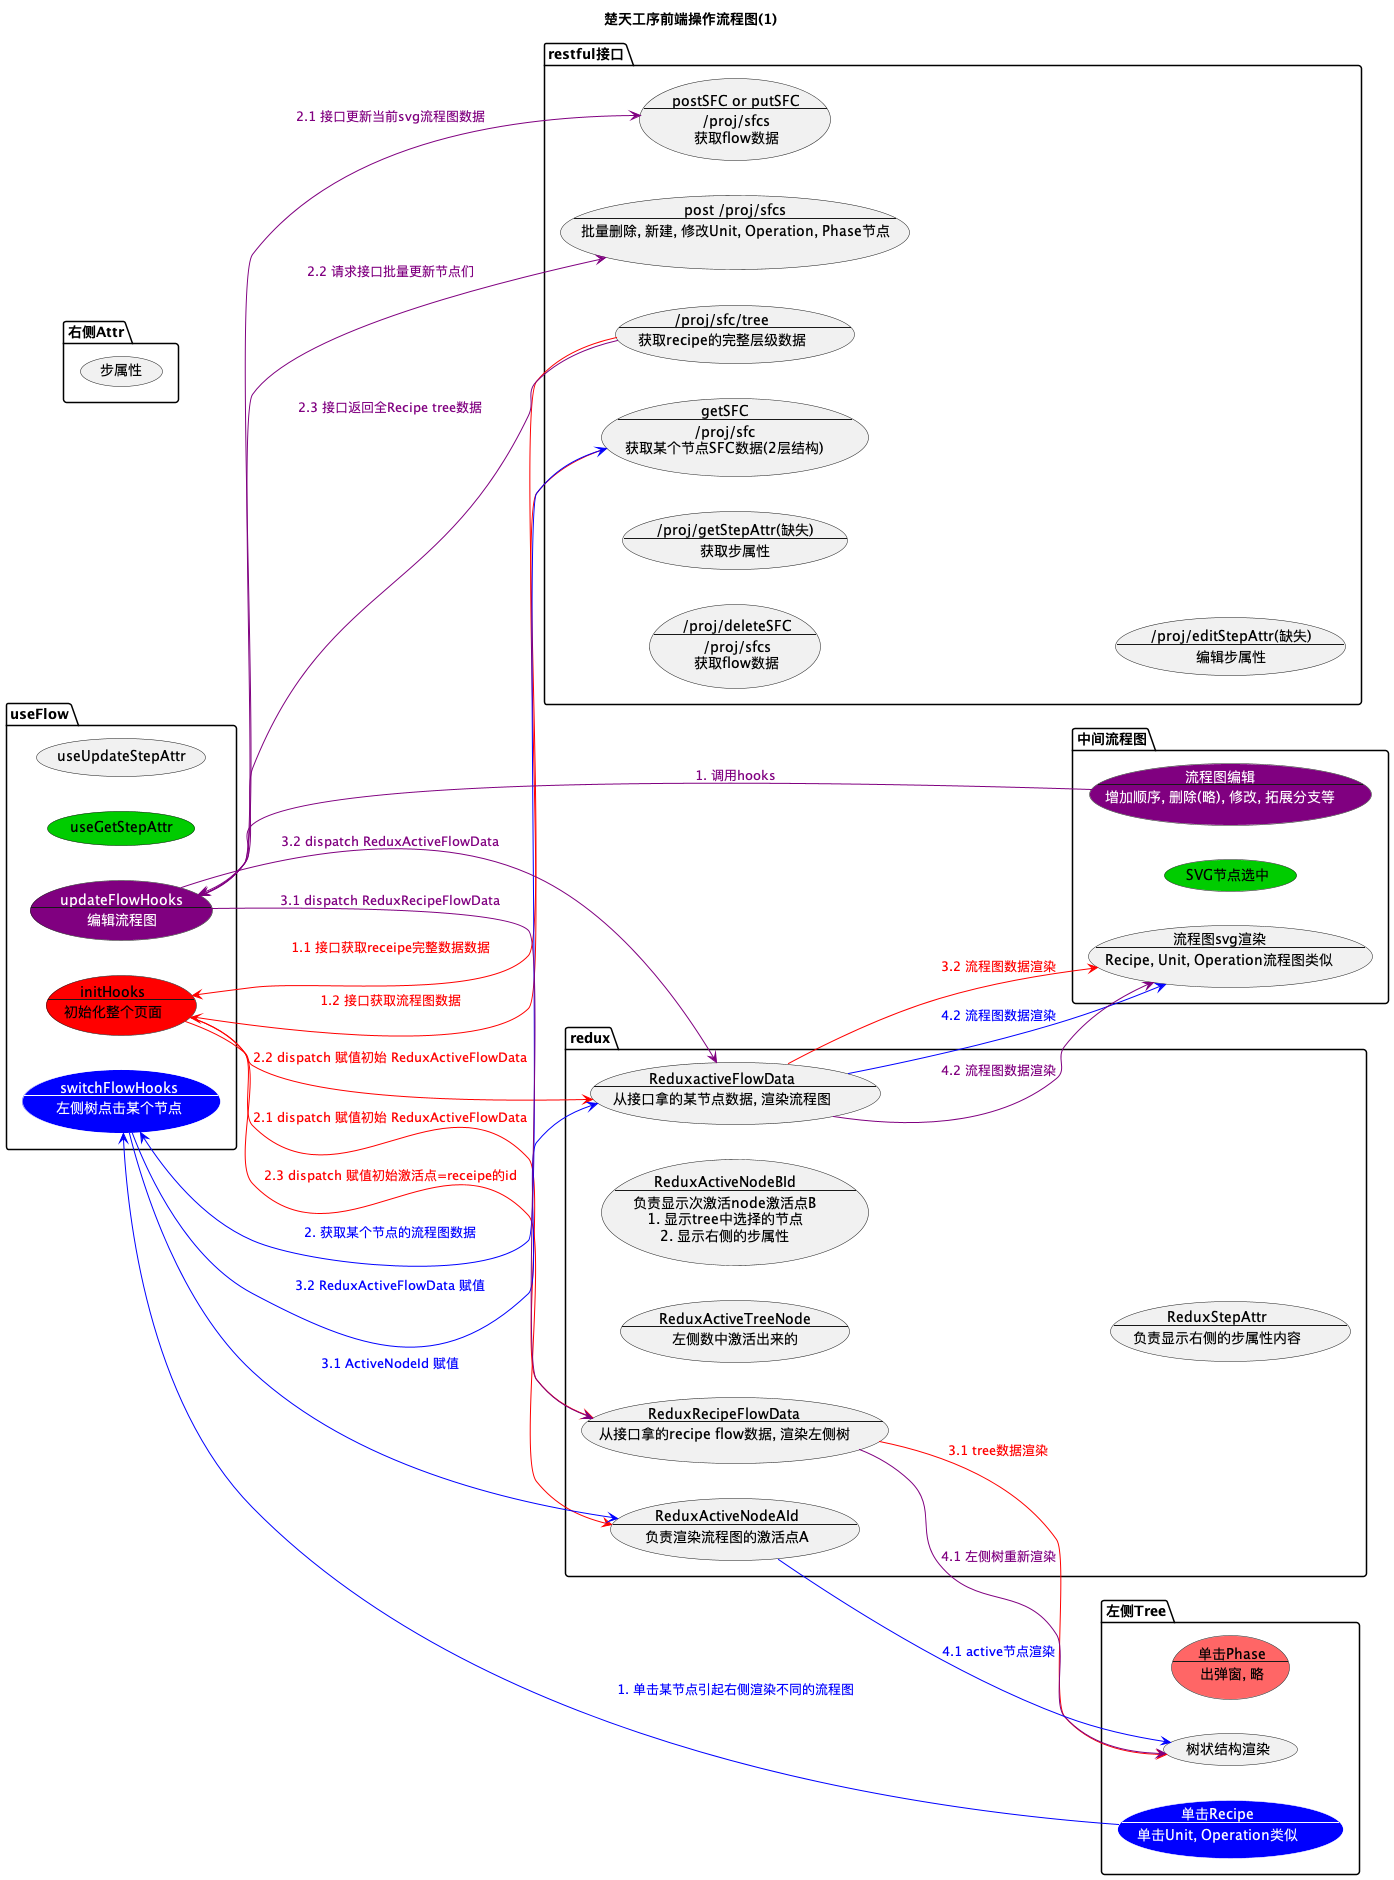 楚天工序前端操作流程图(1)
restful接口
postSFC or putSFC
/proj/sfcs
获取flow数据
2.1 接口更新当前svg流程图数据
post /proj/sfcs
批量删除, 新建, 修改Unit, Operation, Phase节点
2.2 请求接口批量更新节点们
/proj/sfc/tree
获取recipe的完整层级数据
右侧Attr
步属性
2.3 接口返回全Recipe tree数据
getSFC
/proj/sfc
获取某个节点SFC数据(2层结构)
/proj/getStepAttr(缺失)
获取步属性
/proj/deleteSFC
/proj/sfcs
获取flow数据
/proj/editStepAttr(缺失)
编辑步属性
useFlow
useUpdateStepAttr
useGetStepAttr
updateFlowHooks
编辑流程图
initHooks
初始化整个页面
switchFlowHooks
左侧树点击某个节点
中间流程图
流程图编辑
增加顺序, 删除(略), 修改, 拓展分支等
SVG节点选中
流程图svg渲染
Recipe, Unit, Operation流程图类似
1. 调用hooks
3.2 dispatch ReduxActiveFlowData
3.1 dispatch ReduxRecipeFlowData
1.1 接口获取receipe完整数据数据
1.2 接口获取流程图数据
3.2 流程图数据渲染
4.2 流程图数据渲染
4.2 流程图数据渲染
2.2 dispatch 赋值初始 ReduxActiveFlowData
2.1 dispatch 赋值初始 ReduxActiveFlowData
2.3 dispatch 赋值初始激活点=receipe的id
2. 获取某个节点的流程图数据
3.2 ReduxActiveFlowData 赋值
3.1 ActiveNodeId 赋值
redux
ReduxactiveFlowData
从接口拿的某节点数据, 渲染流程图
ReduxActiveNodeBId
负责显示次激活node激活点B
1. 显示tree中选择的节点
2. 显示右侧的步属性
ReduxActiveTreeNode
左侧数中激活出来的
ReduxStepAttr
负责显示右侧的步属性内容
ReduxRecipeFlowData
从接口拿的recipe flow数据, 渲染左侧树
ReduxActiveNodeAId
负责渲染流程图的激活点A
3.1 tree数据渲染
4.1 左侧树重新渲染
4.1 active节点渲染
1. 单击某节点引起右侧渲染不同的流程图
左侧Tree
单击Phase
出弹窗, 略
树状结构渲染
单击Recipe
单击Unit, Operation类似